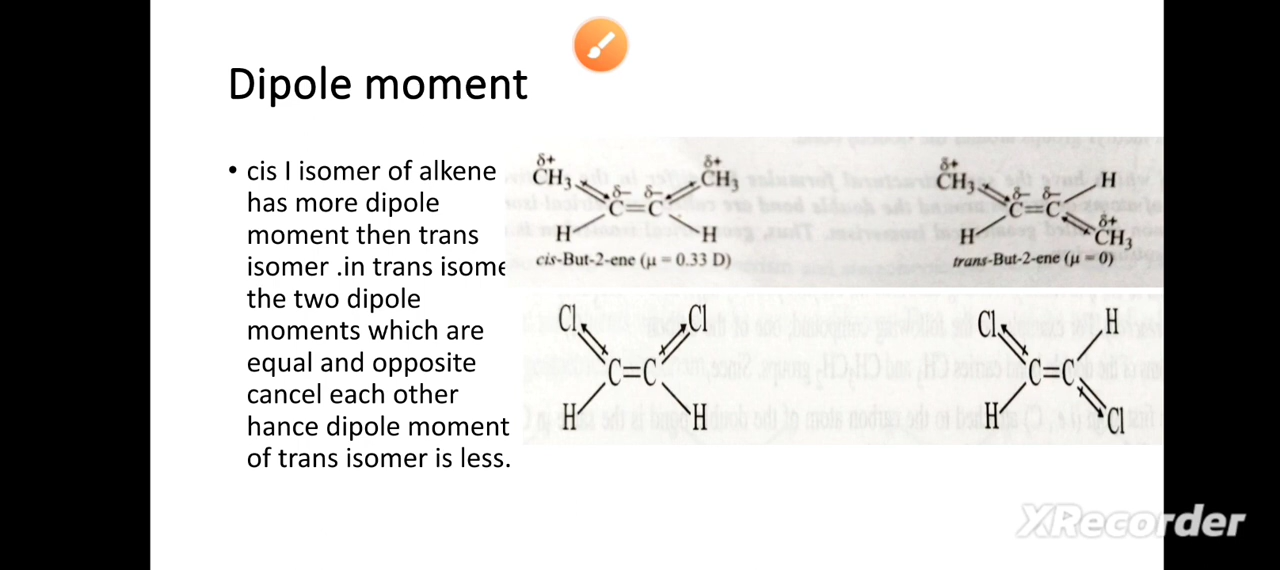 Dipole moment
• cis I isomer of alkene
has more dipole
moment then trans
isomer .in trans isome
the two dipole
moments which are
equal and opposite
cancel each other
hance dipole moment
of trans isomer is less.
δ+ δ+
CH3 δ- δ- CH3
C=C
H H
cis-But-2-ene (μ = 0.33 D)
δ+ H
CH3 δ- δ-
C=C δ+
H CH3
trans-But-2-ene (μ = 0)
Cl Cl
C=C
H H
Cl H
C=C
H Cl
XRecorder